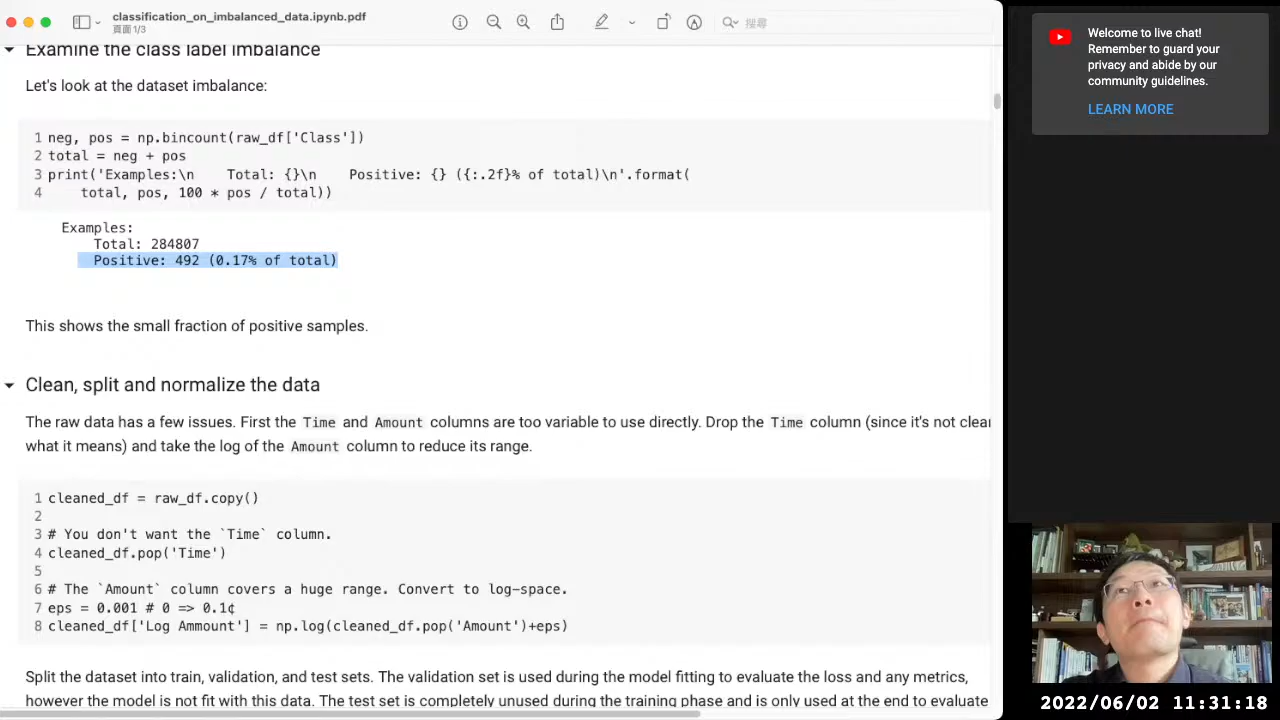 classification_on_imbalanced_data.ipynb.pdf
頁面 1/3
搜尋
Examine the class label imbalance
Let's look at the dataset imbalance:
1 neg, pos = np.bincount(raw_df['Class'])
2 total = neg + pos
3 print('Examples:\n    Total: {}\n    Positive: {} ({:.2f}% of total)\n'.format(
4     total, pos, 100 * pos / total))
Examples:
    Total: 284807
    Positive: 492 (0.17% of total)
This shows the small fraction of positive samples.
Clean, split and normalize the data
The raw data has a few issues. First the Time and Amount columns are too variable to use directly. Drop the Time column (since it's not clear
what it means) and take the log of the Amount column to reduce its range.
1 cleaned_df = raw_df.copy()
2
3 # You don't want the `Time` column.
4 cleaned_df.pop('Time')
5
6 # The `Amount` column covers a huge range. Convert to log-space.
7 eps = 0.001 # 0 => 0.1¢
8 cleaned_df['Log Ammount'] = np.log(cleaned_df.pop('Amount')+eps)
Split the dataset into train, validation, and test sets. The validation set is used during the model fitting to evaluate the loss and any metrics,
however the model is not fit with this data. The test set is completely unused during the training phase and is only used at the end to evaluate
Welcome to live chat!
Remember to guard your
privacy and abide by our
community guidelines.
LEARN MORE
2022/06/02 11:31:18